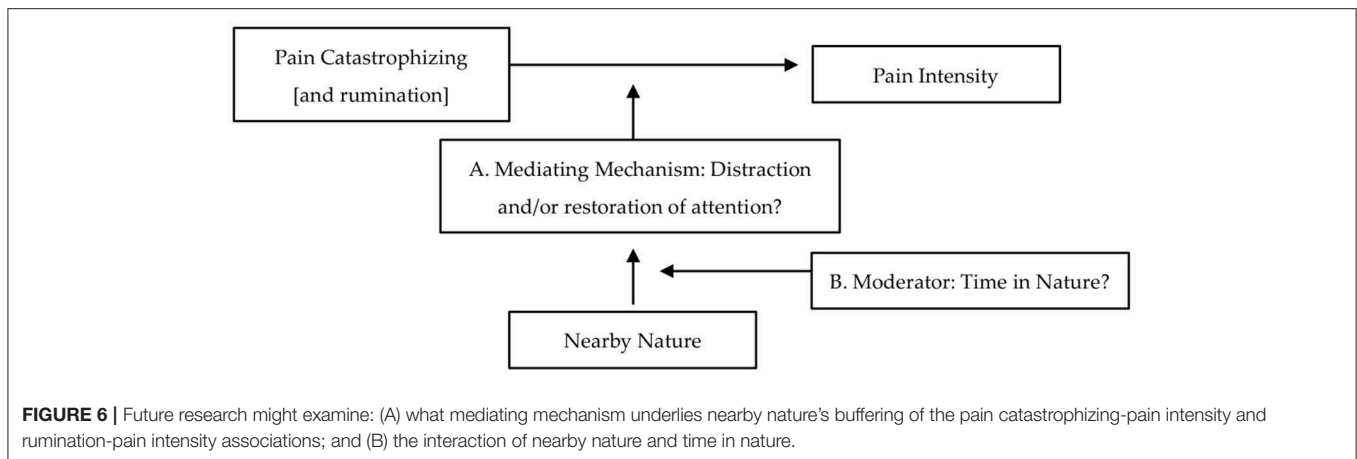 Pain Catastrophizing
[and rumination]
Pain Intensity
A. Mediating Mechanism: Distraction
and/or restoration of attention?
B. Moderator: Time in Nature?
Nearby Nature
FIGURE 6 | Future research might examine: (A) what mediating mechanism underlies nearby nature's buffering of the pain catastrophizing-pain intensity and
rumination-pain intensity associations; and (B) the interaction of nearby nature and time in nature.